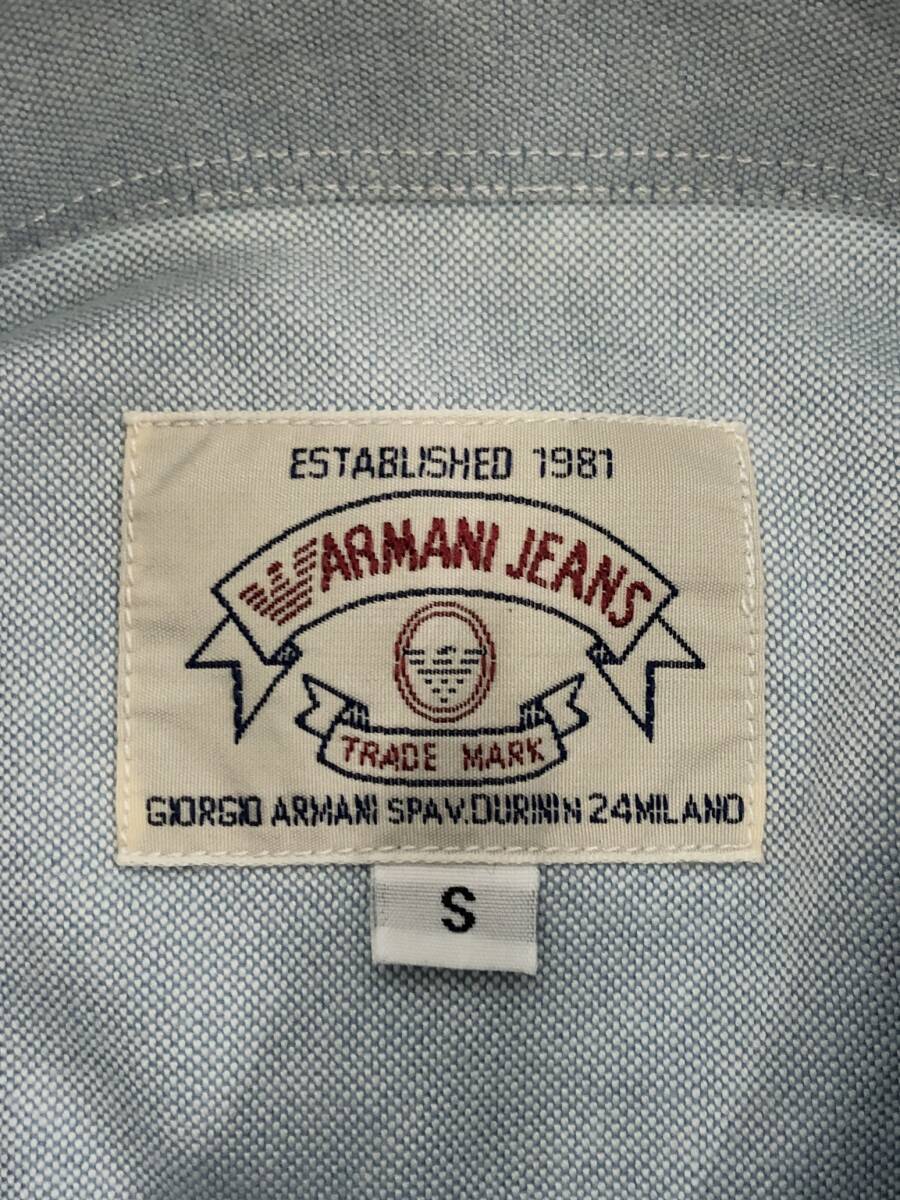 ESTABLISHED 1981
ARMANI JEANS
TRADE MARK
GIORGIO ARMANI SPA V.DURINI N 24 MILANO
S